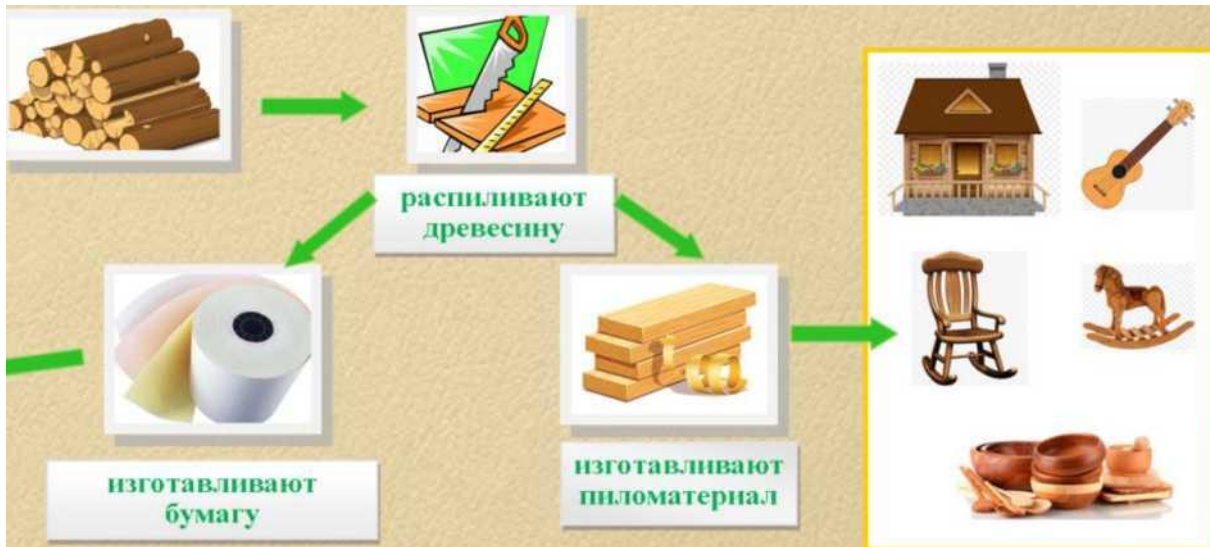 распиливают
древесину
изготавливают
бумагу
изготавливают
пиломатериал